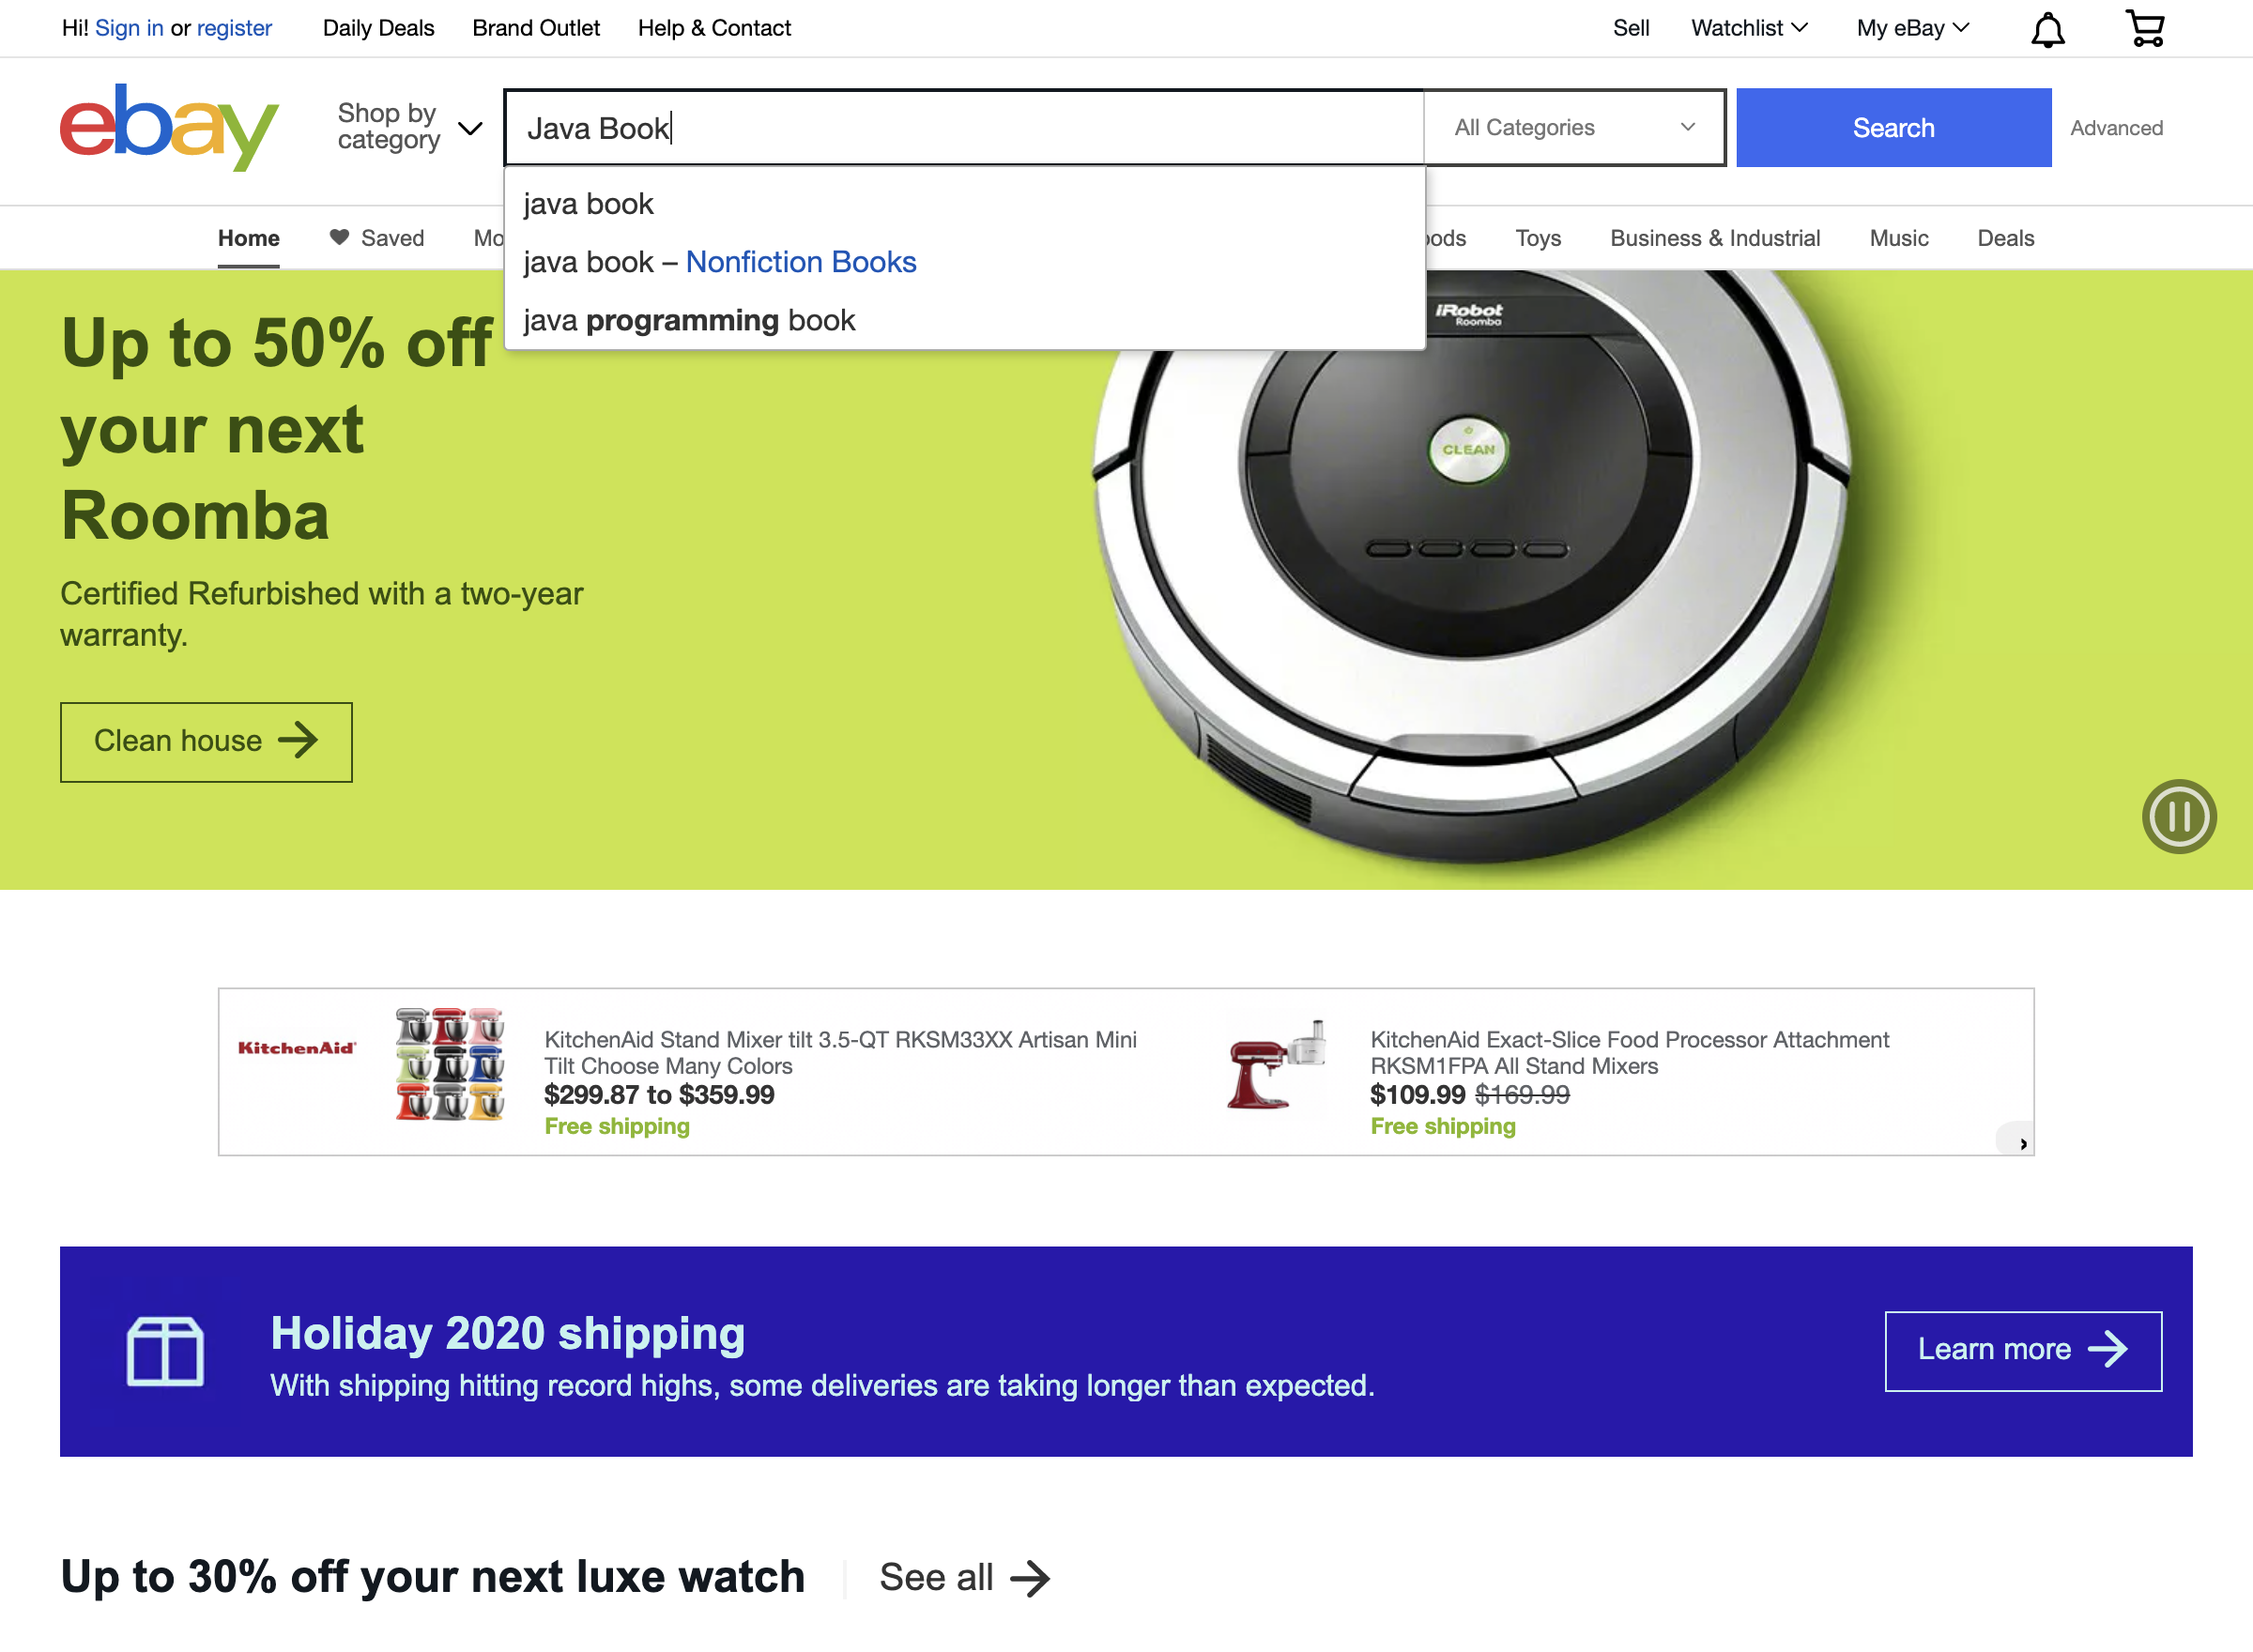 Hi! Sign in or register Daily Deals Brand Outlet Help & Contact Sell Watchlist My eBay
ebay
Shop by
category
Java Book
All Categories
Search
Advanced
java book
java book – Nonfiction Books
java programming book
Home Saved Mo ods Toys Business & Industrial Music Deals
Up to 50% off
your next
Roomba
Certified Refurbished with a two-year
warranty.
Clean house
iRobot
Roomba
CLEAN
KitchenAid
KitchenAid Stand Mixer tilt 3.5-QT RKSM33XX Artisan Mini
Tilt Choose Many Colors
$299.87 to $359.99
Free shipping
KitchenAid Exact-Slice Food Processor Attachment
RKSM1FPA All Stand Mixers
$109.99 $169.99
Free shipping
Holiday 2020 shipping
With shipping hitting record highs, some deliveries are taking longer than expected.
Learn more
Up to 30% off your next luxe watch
See all